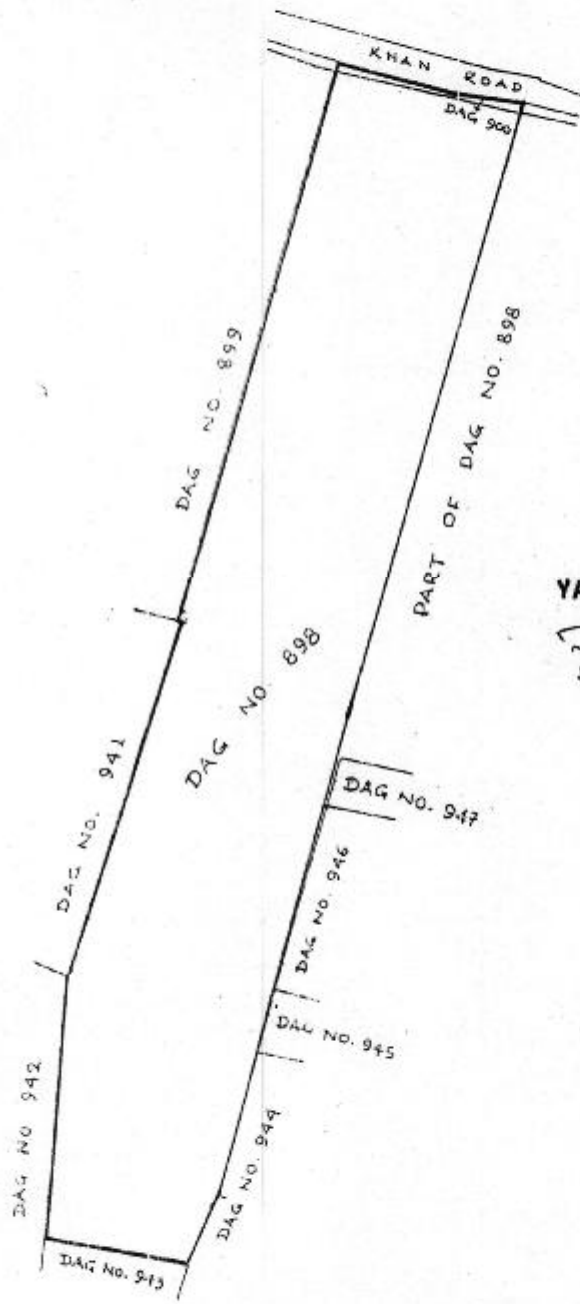 KHAN ROAD
DAG 900
DAG NO. 899
PART OF DAG NO. 898
DAG NO. 898
DAG NO. 941
DAG NO. 947
DAG NO. 946
DAG NO. 945
DAG NO. 944
DAG NO 942
DAG NO. 943